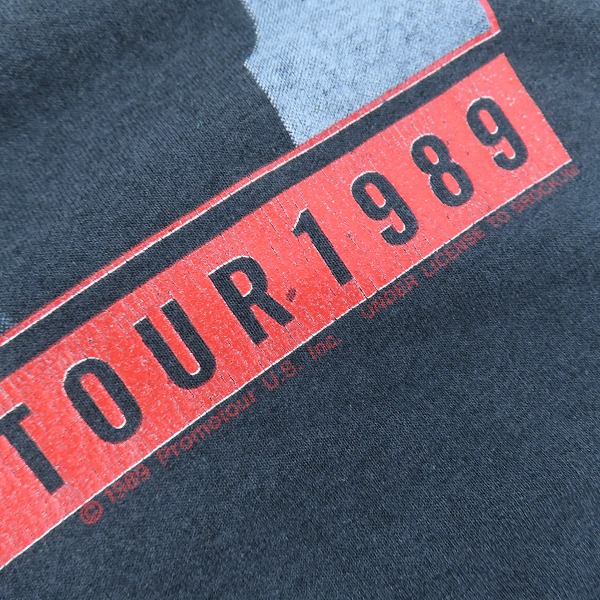 TOUR 1989
© 1989 Promotour U.S. Inc. UNDER LICENSE TO BROCKUM